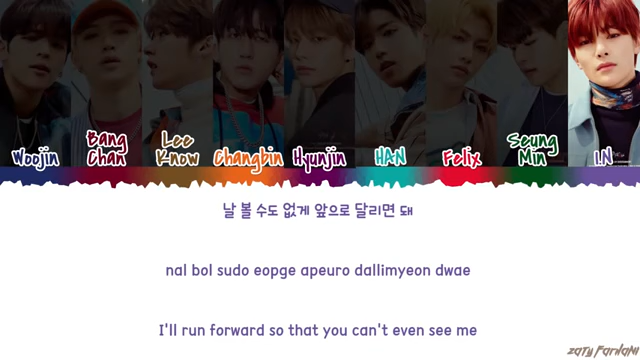 Woojin
Bang Chan
Lee Know
Changbin
Hyunjin
HAN
Felix
Seung Min
I.N
날 볼 수도 없게 앞으로 달리면 돼
nal bol sudo eopge apeuro dallimyeon dwae
I'll run forward so that you can't even see me
ZaTy FaRHaNI